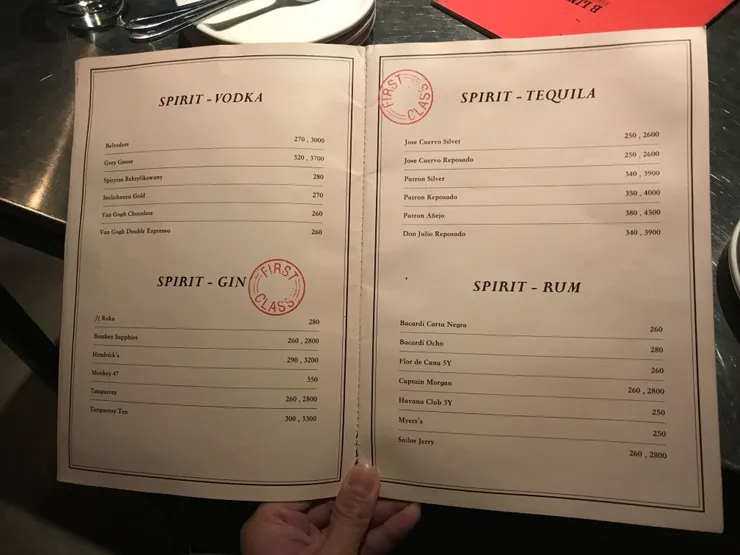 SPIRIT - VODKA
Belvedere 270 , 3000
Grey Goose 320 , 3700
Spirytus Rektyfikowany 280
Stolichnaya Gold 270
Van Gogh Chocolate 260
Van Gogh Double Espresso 260
SPIRIT - GIN
FIRST CLASS
六 Roku 280
Bomber Sapphire 260 , 2800
Hendrick's 290 , 3200
Monkey 47 350
Tanqueray 260 , 2800
Tanqueray Ten 300 , 3300
FIRST CLASS
SPIRIT - TEQUILA
Jose Cuervo Silver 250 , 2600
Jose Cuervo Reposado 250 , 2600
Patron Silver 340 , 3900
Patron Reposado 350 , 4000
Patron Añejo 380 , 4500
Don Julio Reposado 340 , 3900
SPIRIT - RUM
Bacardi Carta Negra 260
Bacardi Ocho 280
Flor de Cana 5Y 260
Captain Morgan 260 , 2800
Havana Club 3Y 250
Myers's 250
Sailor Jerry 260 , 2800